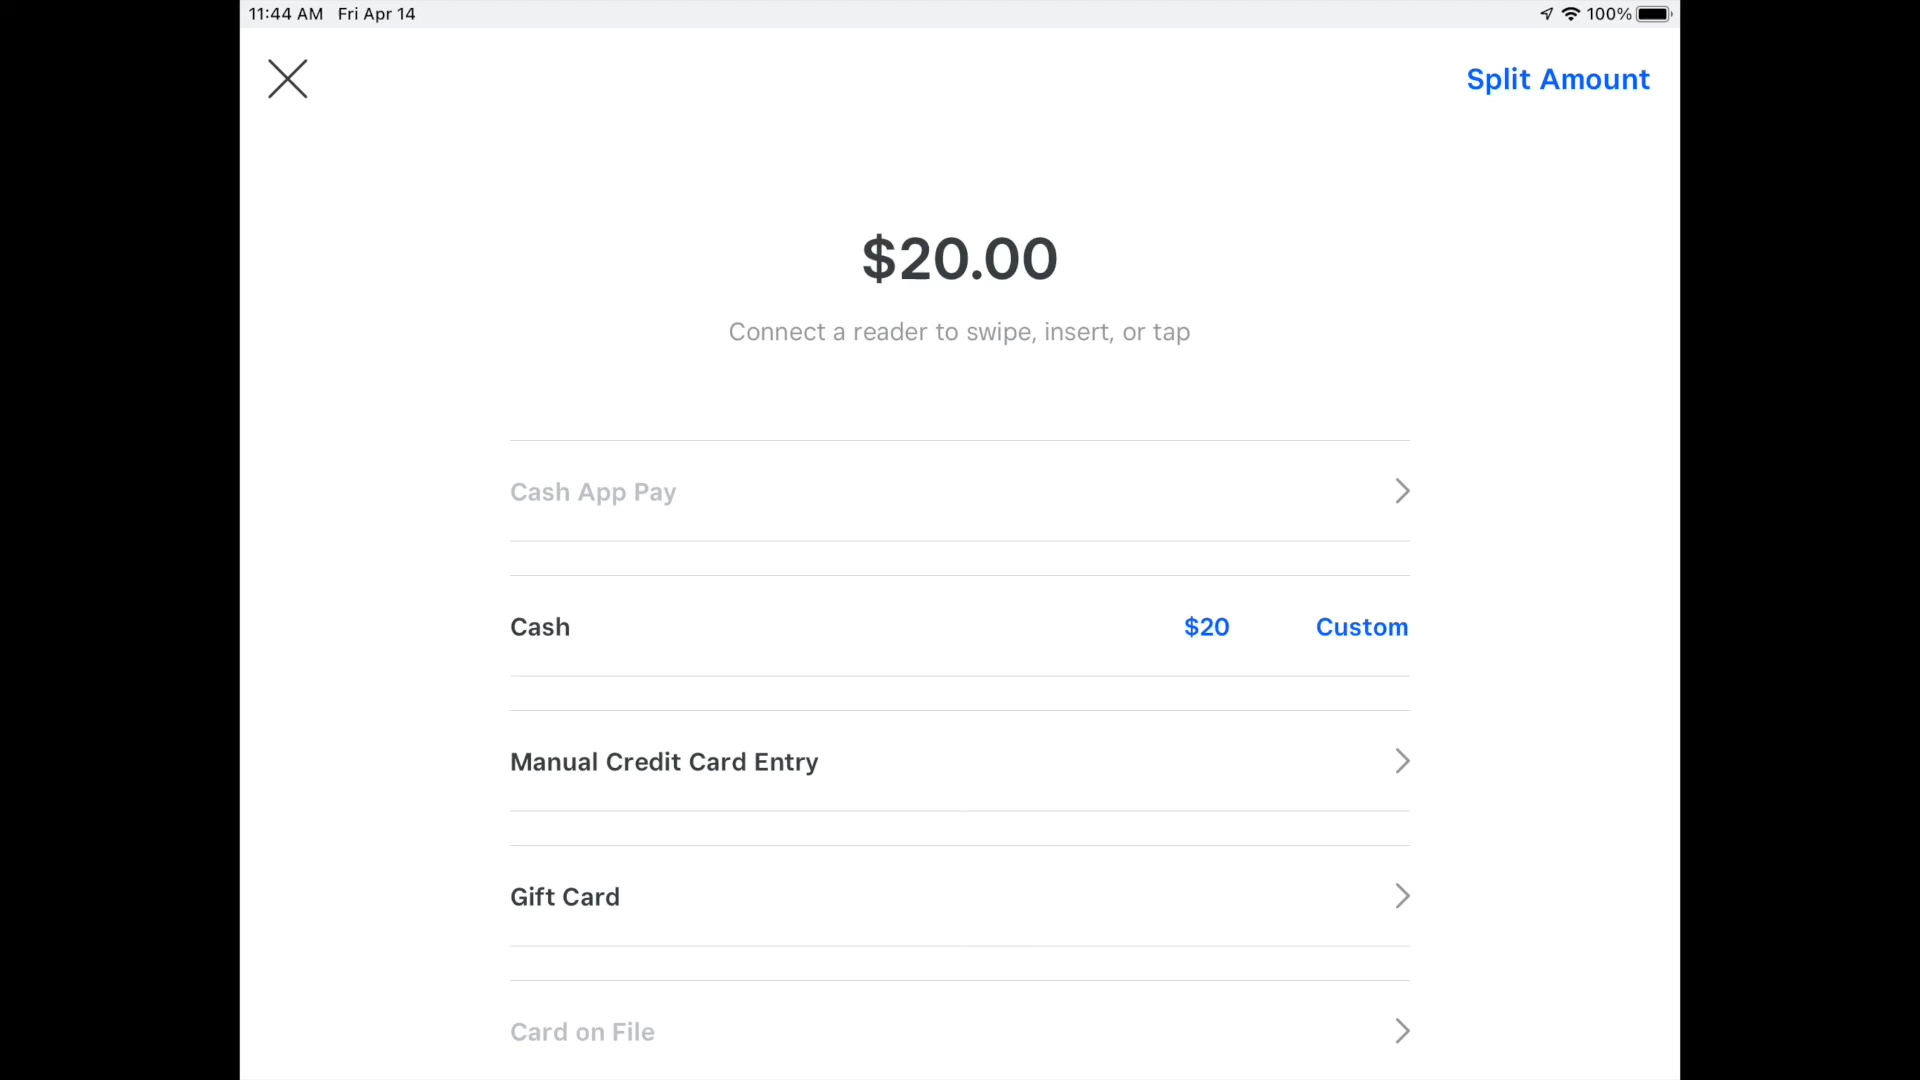 11:44 AM Fri Apr 14 100%
Split Amount
$20.00
Connect a reader to swipe, insert, or tap
Cash App Pay
Cash $20 Custom
Manual Credit Card Entry
Gift Card
Card on File